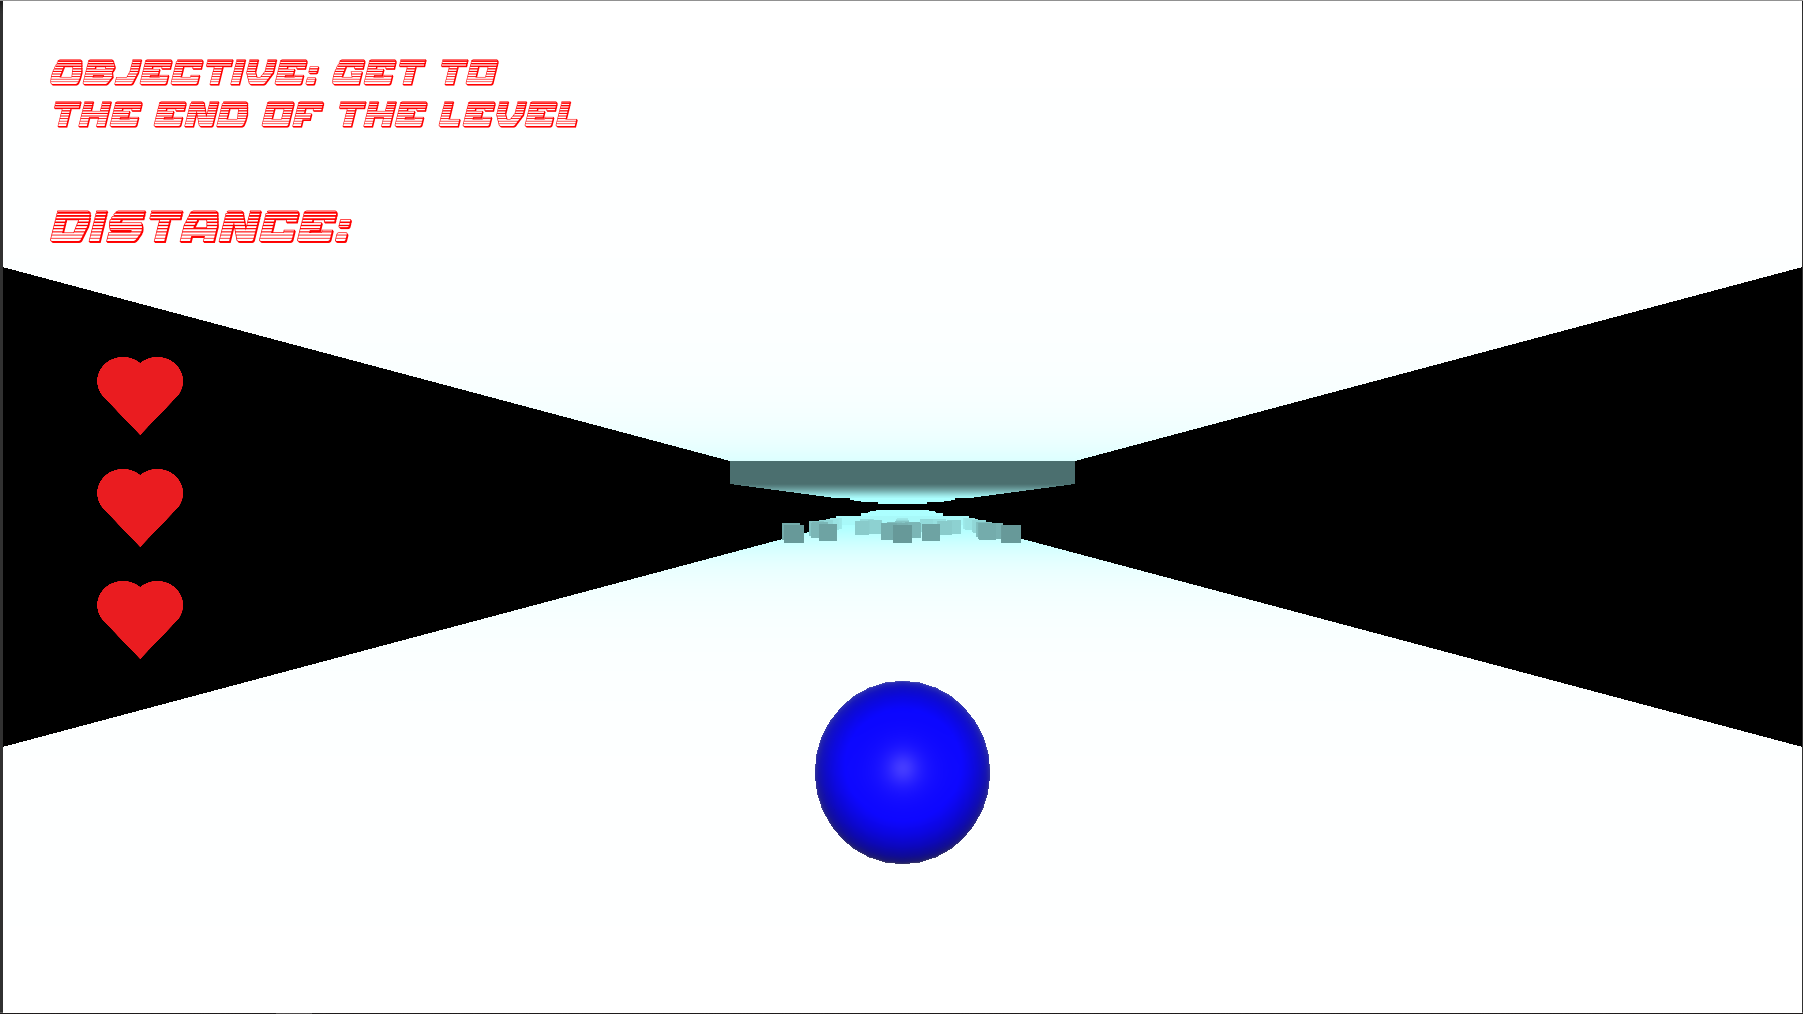 OBJECTIVE: GET TO
THE END OF THE LEVEL
DISTANCE: